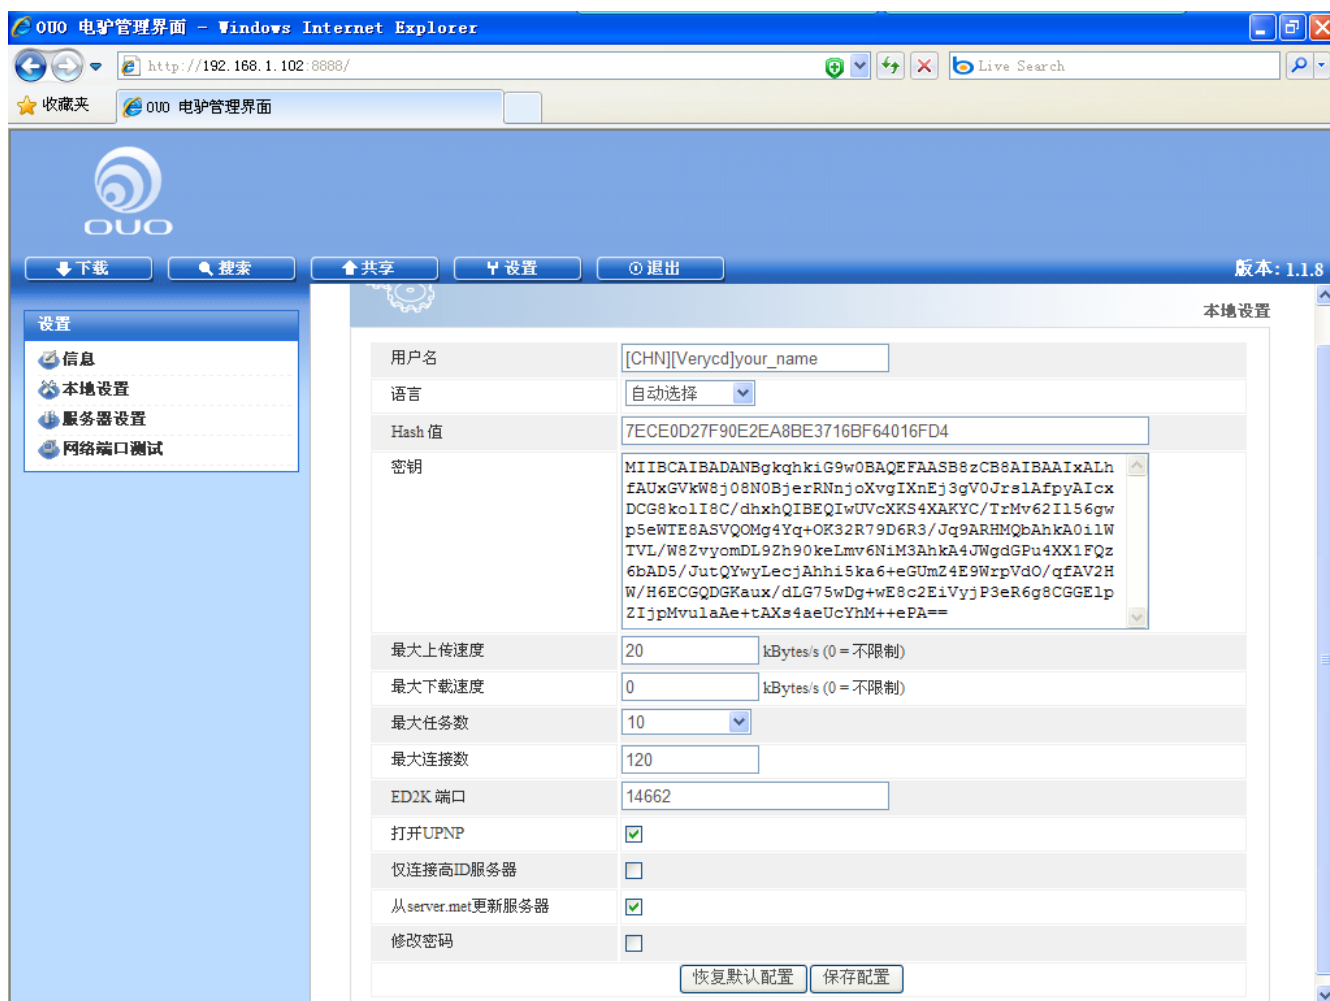 OUO 电驴管理界面 - Windows Internet Explorer
http://192.168.1.102:8888/
Live Search
收藏夹
OUO 电驴管理界面
OUO
下载
搜索
共享
设置
退出
版本: 1.1.8
设置
信息
本地设置
服务器设置
网络端口测试
本地设置
用户名 [CHN][Verycd]your_name
语言 自动选择
Hash 值 7ECE0D27F90E2EA8BE3716BF64016FD4
密钥
MIIBCAIBADANBgkqhkiG9w0BAQEFAASB8zCB8AIBAAIxALh
fAUxGVkW8j08N0BjerRNnjoXvgIXnEj3gV0JrslAfpyAIcx
DCG8kolI8C/dhxhQIBEQIwUVcXKS4XAKYC/TrMv62Il56gw
p5eWTE8ASVQOMg4Yq+OK32R79D6R3/Jq9ARHMQbAhkA0ilW
TVL/W8ZvyomDL9Zh90keLmv6NiM3AhkA4JWgdGPu4XX1FQz
6bAD5/JutQYwyLecjAhhi5ka6+eGUmZ4E9WrpVdO/qfAV2H
W/H6ECGQDGKaux/dLG75wDg+wE8c2EiVyjP3eR6g8CGGElp
ZIjpMvulaAe+tAXs4aeUcYhM++ePA==
最大上传速度 20 kBytes/s (0 = 不限制)
最大下载速度 0 kBytes/s (0 = 不限制)
最大任务数 10
最大连接数 120
ED2K 端口 14662
打开UPNP
仅连接高ID服务器
从server.met更新服务器
修改密码
恢复默认配置 保存配置